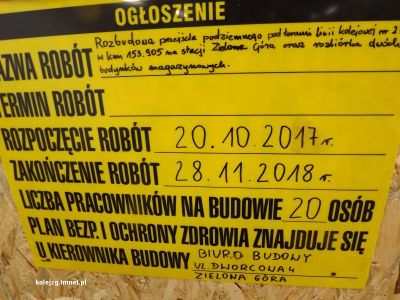 OGŁOSZENIE
Rozbudowa przejścia podziemnego pod torami linii kolejowej nr 2
AZWA ROBÓT w km 153.905 na stacji Zielona Góra oraz rozbiórka dwóch
budynków magazynowych.
TERMIN ROBÓT
ROZPOCZĘCIE ROBÓT 20.10.2017r.
ZAKOŃCZENIE ROBÓT 28.11.2018r.
LICZBA PRACOWNIKÓW NA BUDOWIE 20 OSÓB
PLAN BEZP. I OCHRONY ZDROWIA ZNAJDUJE SIĘ
U KIEROWNIKA BUDOWY BIURO BUDOWY
UL. DWORCOWA 4
ZIELONA GÓRA
kolejzg.tmnet.pl